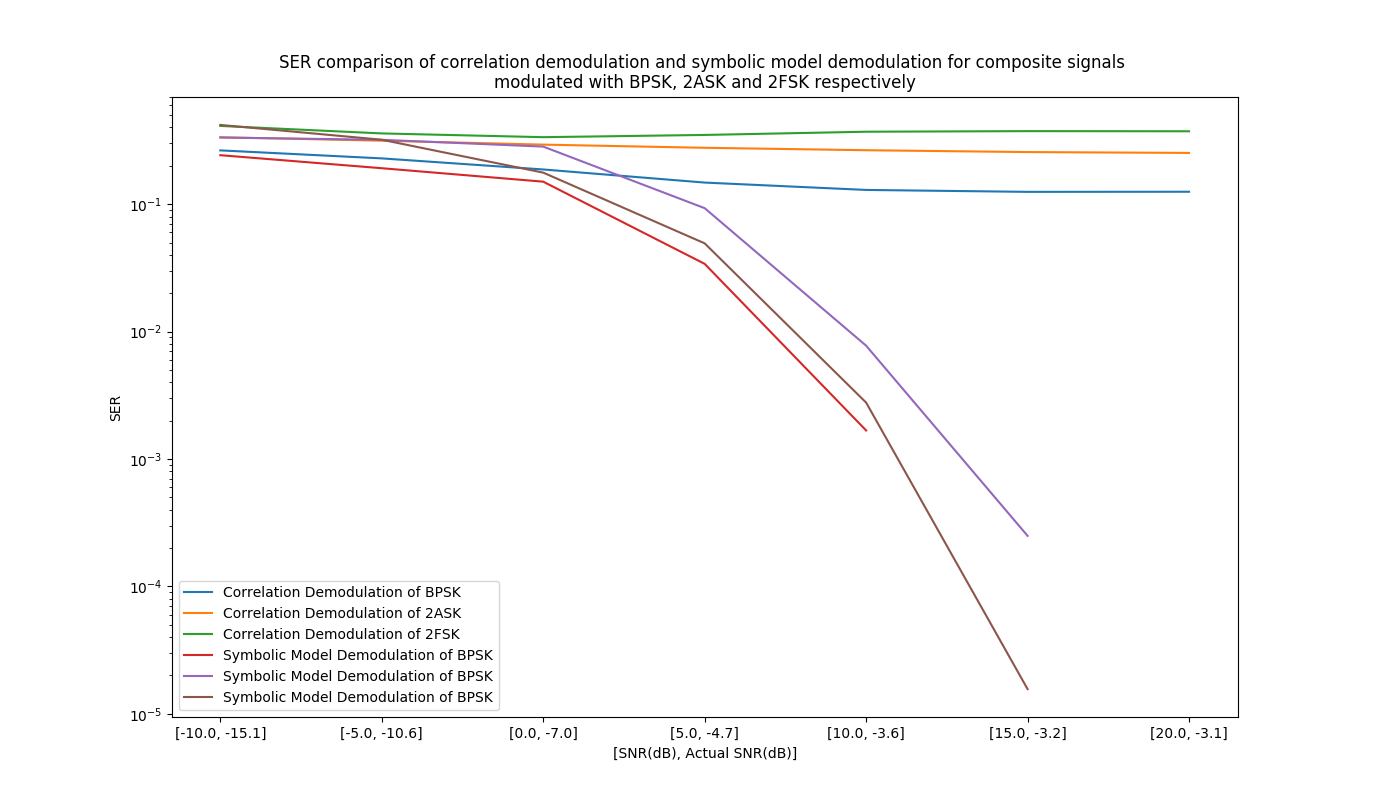 SER comparison of correlation demodulation and symbolic model demodulation for composite signals
modulated with BPSK, 2ASK and 2FSK respectively
SER
10⁻¹
10⁻²
10⁻³
10⁻⁴
10⁻⁵
Correlation Demodulation of BPSK
Correlation Demodulation of 2ASK
Correlation Demodulation of 2FSK
Symbolic Model Demodulation of BPSK
Symbolic Model Demodulation of BPSK
Symbolic Model Demodulation of BPSK
[-10.0, -15.1] [-5.0, -10.6] [0.0, -7.0] [5.0, -4.7] [10.0, -3.6] [15.0, -3.2] [20.0, -3.1]
[SNR(dB), Actual SNR(dB)]